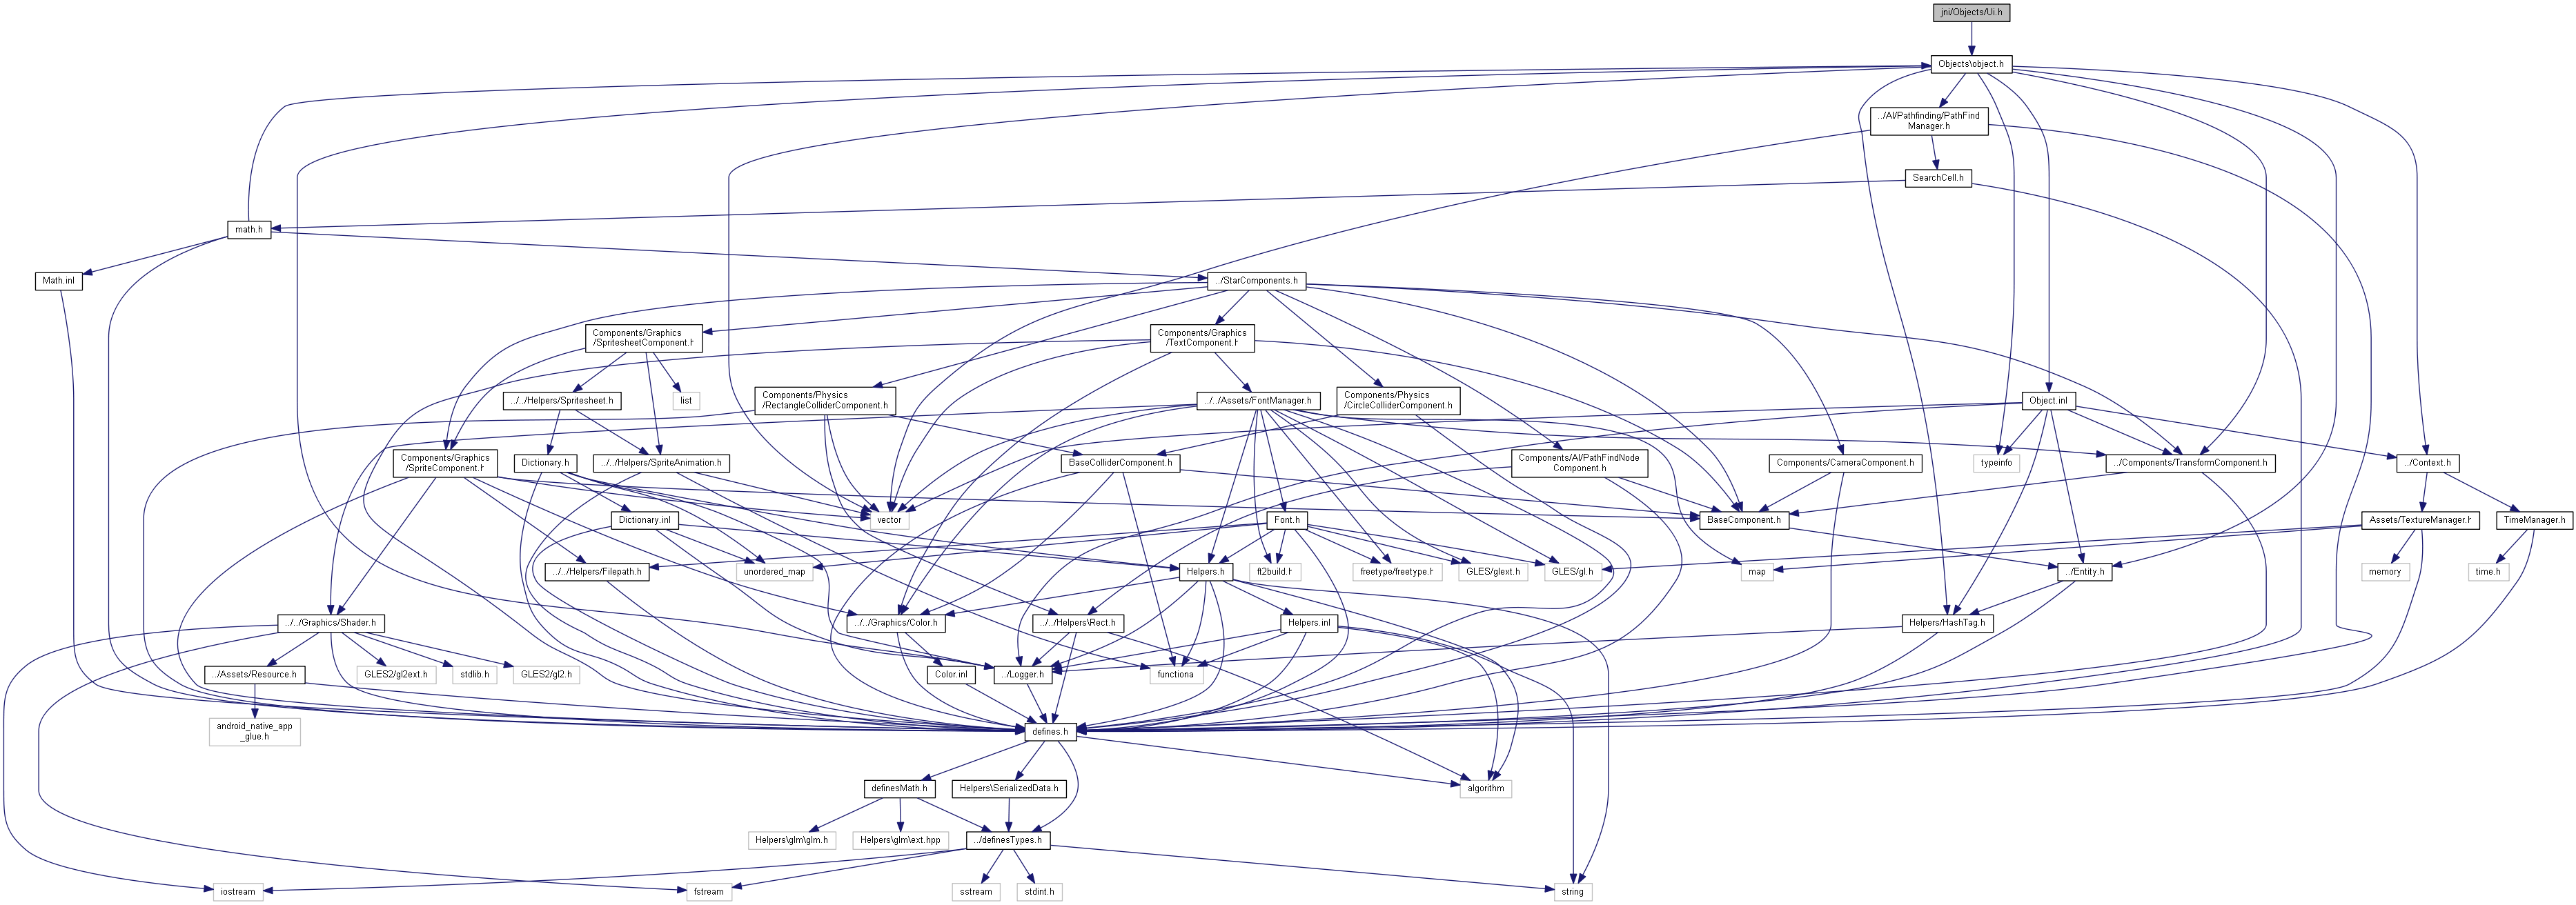 jni/Objects/Ui.h
Objects\object.h
../AI/Pathfinding/PathFind
Manager.h
SearchCell.h
math.h
Math.inl
../StarComponents.h
Components/Graphics
/SpritesheetComponent.h
Components/Graphics
/TextComponent.h
Components/Physics
/RectangleColliderComponent.h
../../Helpers/Spritesheet.h
list
../../Assets/FontManager.h
Components/Physics
/CircleColliderComponent.h
Object.inl
Components/Graphics
/SpriteComponent.h
Dictionary.h
../../Helpers/SpriteAnimation.h
BaseColliderComponent.h
Components/AI/PathFindNode
Component.h
Components/CameraComponent.h
typeinfo
../Components/TransformComponent.h
../Context.h
Dictionary.inl
vector
Font.h
BaseComponent.h
Assets/TextureManager.h
TimeManager.h
../../Helpers/Filepath.h
unordered_map
Helpers.h
ft2build.h
freetype/freetype.h
GLES/glext.h
GLES/gl.h
map
../Entity.h
memory
time.h
../../Graphics/Shader.h
../../Graphics/Color.h
../../Helpers\Rect.h
Helpers.inl
Helpers/HashTag.h
../Assets/Resource.h
GLES2/gl2ext.h
stdlib.h
GLES2/gl2.h
Color.inl
../Logger.h
functiona
android_native_app
_glue.h
defines.h
definesMath.h
Helpers\SerializedData.h
algorithm
Helpers\glm\glm.h
Helpers\glm\ext.hpp
../definesTypes.h
iostream
fstream
sstream
stdint.h
string